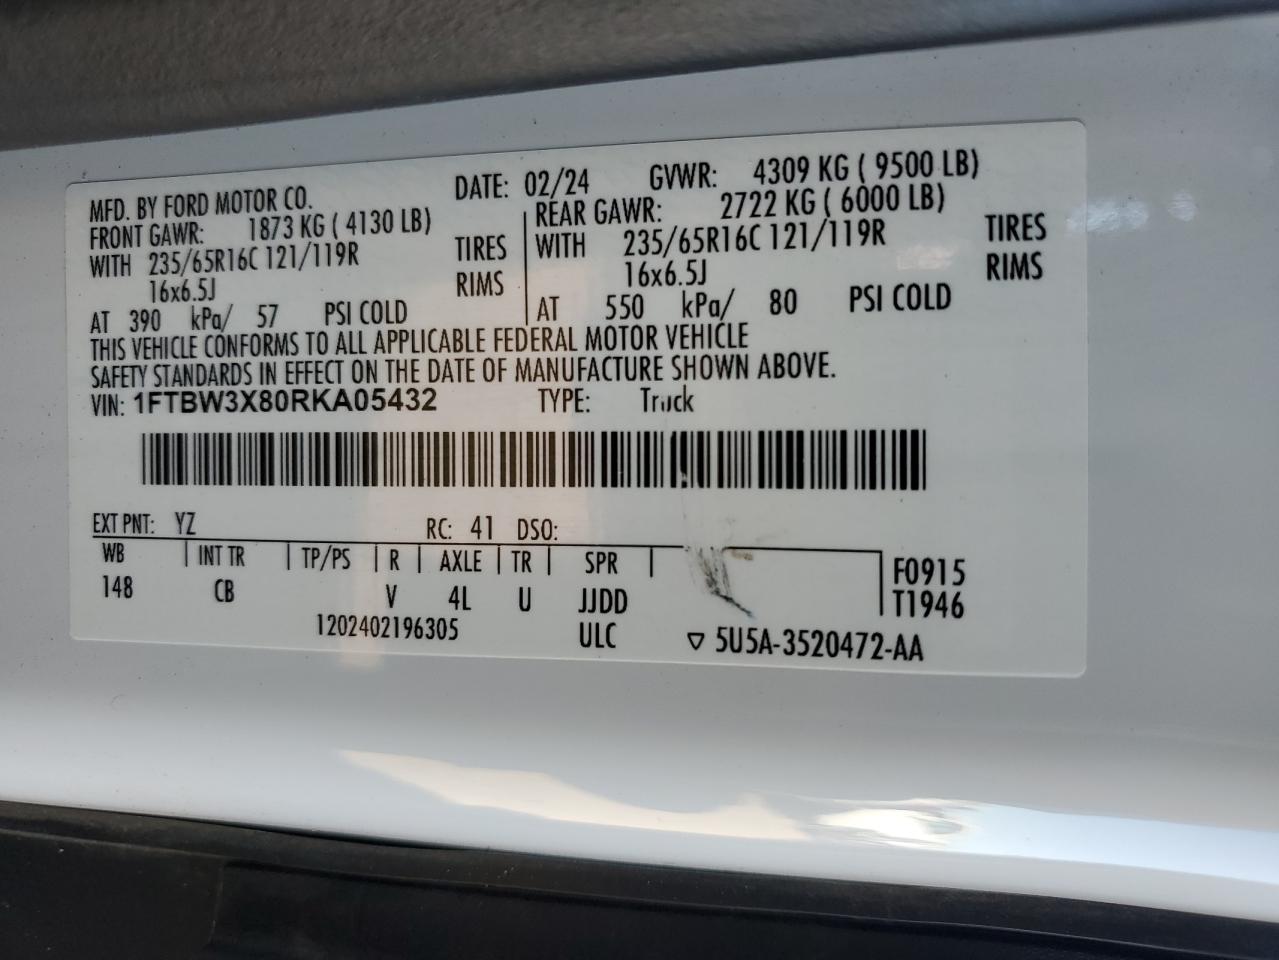 MFD. BY FORD MOTOR CO. DATE: 02/24 GVWR: 4309 KG ( 9500 LB)
FRONT GAWR: 1873 KG ( 4130 LB) REAR GAWR: 2722 KG ( 6000 LB)
WITH 235/65R16C 121/119R TIRES WITH 235/65R16C 121/119R TIRES
16x6.5J RIMS 16x6.5J RIMS
AT 390 kPa/ 57 PSI COLD AT 550 kPa/ 80 PSI COLD
THIS VEHICLE CONFORMS TO ALL APPLICABLE FEDERAL MOTOR VEHICLE
SAFETY STANDARDS IN EFFECT ON THE DATE OF MANUFACTURE SHOWN ABOVE.
VIN: 1FTBW3X80RKA05432 TYPE: Truck
EXT PNT: YZ RC: 41 DSO:
WB INT TR TP/PS R AXLE TR SPR F0915
148 CB V 4L U JJDD T1946
1202402196305 ULC ▽ 5U5A-3520472-AA